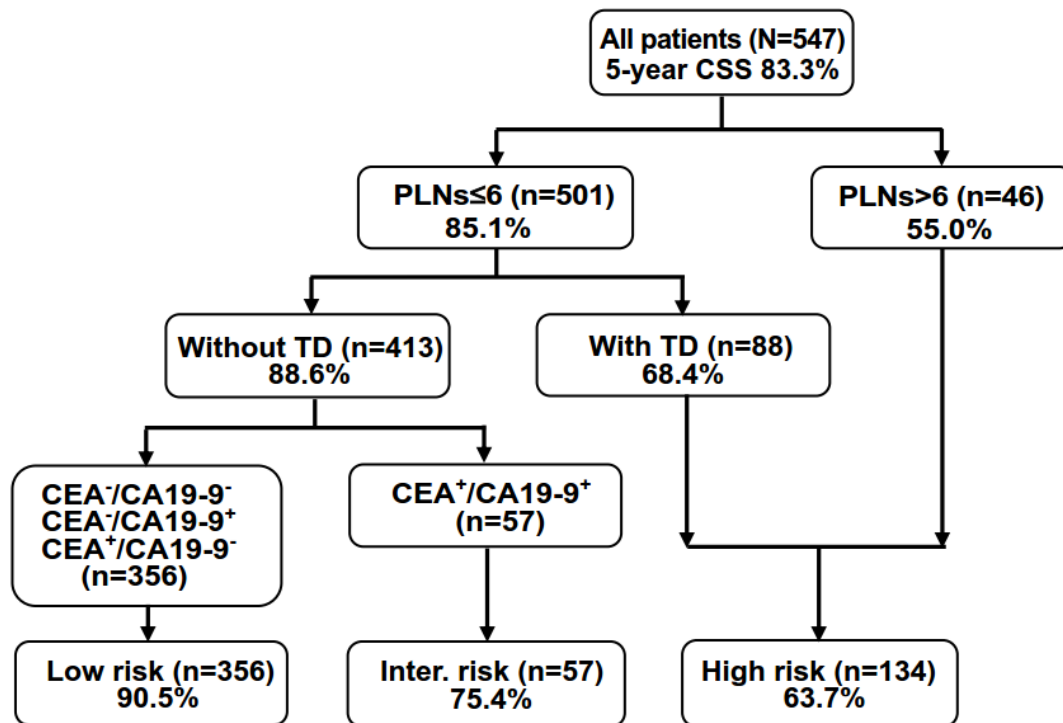 All patients (N=547)
5-year CSS 83.3%
PLNs≤6 (n=501)
85.1%
PLNs>6 (n=46)
55.0%
Without TD (n=413)
88.6%
With TD (n=88)
68.4%
CEA⁻/CA19-9⁻
CEA⁻/CA19-9⁺
CEA⁺/CA19-9⁻
(n=356)
CEA⁺/CA19-9⁺
(n=57)
Low risk (n=356)
90.5%
Inter. risk (n=57)
75.4%
High risk (n=134)
63.7%